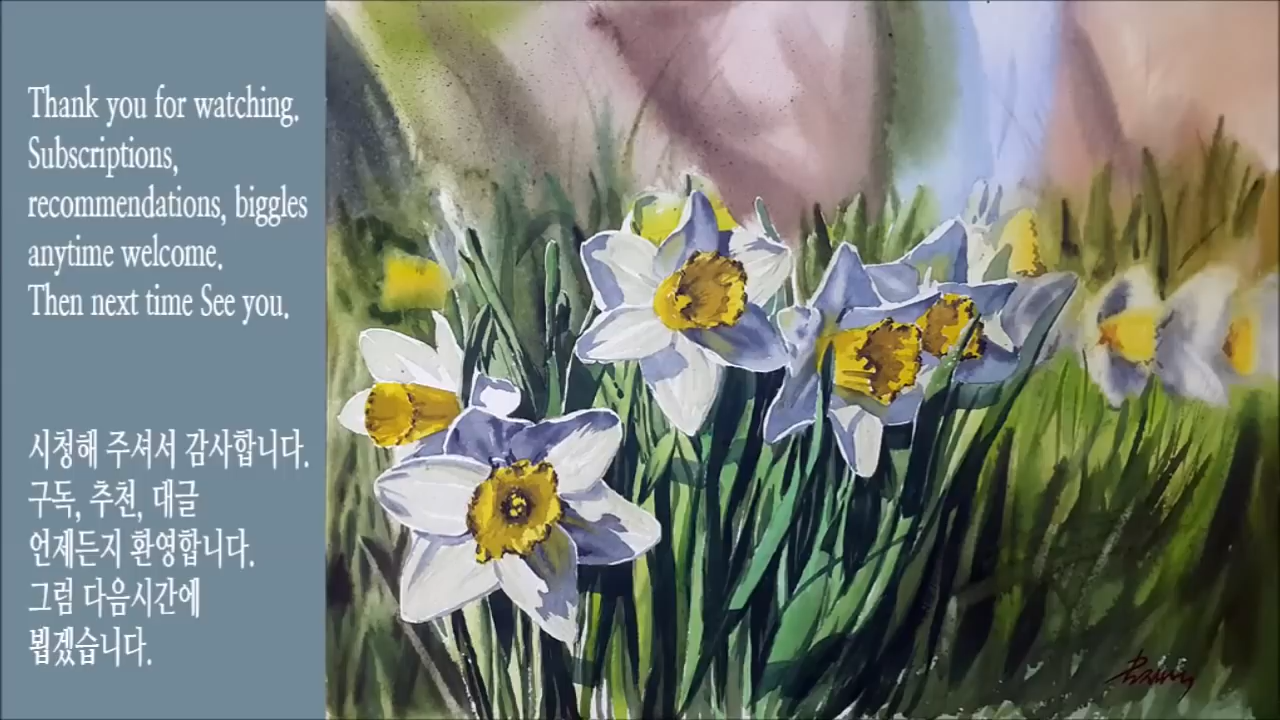 Thank you for watching.
Subscriptions,
recommendations, biggles
anytime welcome.
Then next time See you.
시청해 주셔서 감사합니다.
구독, 추천, 대글
언제든지 환영합니다.
그럼 다음시간에
뵙겠습니다.